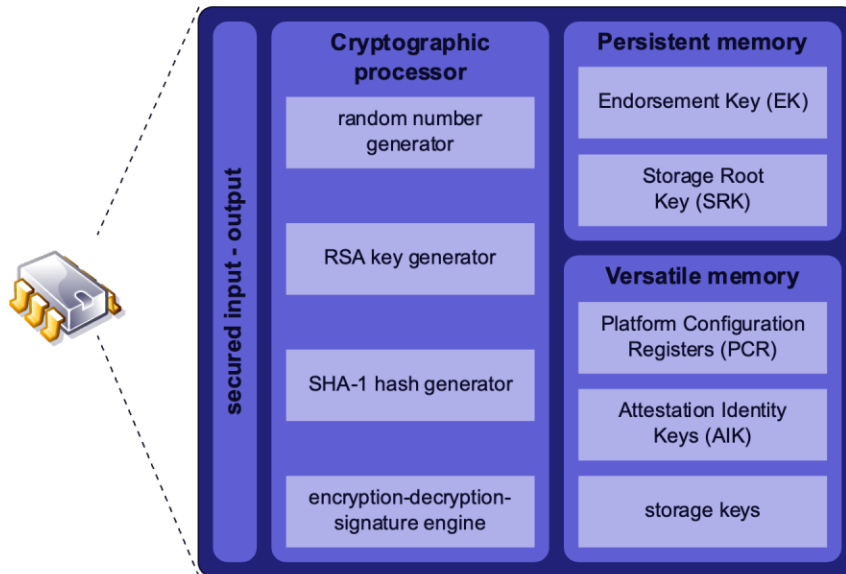 secured input - output
Cryptographic
processor
random number
generator
RSA key generator
SHA-1 hash generator
encryption-decryption-
signature engine
Persistent memory
Endorsement Key (EK)
Storage Root
Key (SRK)
Versatile memory
Platform Configuration
Registers (PCR)
Attestation Identity
Keys (AIK)
storage keys